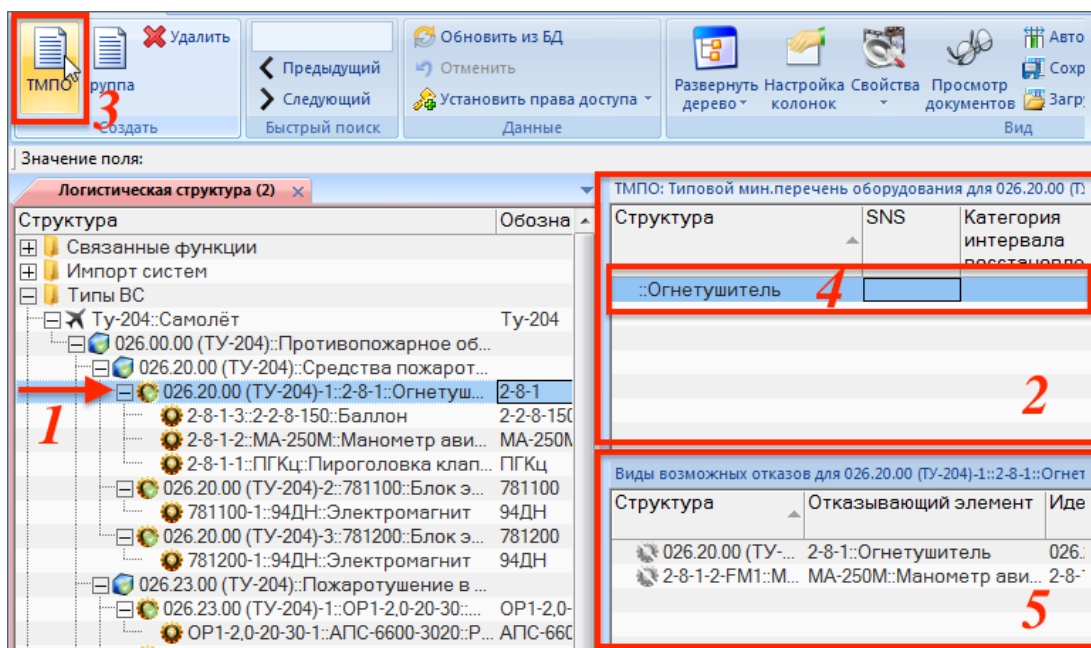 Удалить
ТМПО
руппа
3
Создать
Предыдущий
Следующий
Быстрый поиск
Обновить из БД
Отменить
Установить права доступа
Данные
Развернуть дерево
Настройка колонок
Свойства
Просмотр документов
Авто
Сохр
Загр
Вид
Значение поля:
Логистическая структура (2)
Структура
Обозна
Связанные функции
Импорт систем
Типы ВС
Ту-204::Самолёт
Ту-204
026.00.00 (ТУ-204)::Противопожарное об...
026.20.00 (ТУ-204)::Средства пожарот...
1
026.20.00 (ТУ-204)-1::2-8-1::Огнетуш...
2-8-1
2-8-1-3::2-2-8-150::Баллон
2-2-8-150
2-8-1-2::МА-250М::Манометр ави...
МА-250М
2-8-1-1::ПГКц::Пироголовка клап...
ПГКц
026.20.00 (ТУ-204)-2::781100::Блок э...
781100
781100-1::94ДН::Электромагнит
94ДН
026.20.00 (ТУ-204)-3::781200::Блок э...
781200
781200-1::94ДН::Электромагнит
94ДН
026.23.00 (ТУ-204)::Пожаротушение в ...
026.23.00 (ТУ-204)-1::ОР1-2,0-20-30::...
ОР1-2,0-
ОР1-2,0-20-30-1::АПС-6600-3020::Р...
АПС-660
ТМПО: Типовой мин.перечень оборудования для 026.20.00 (ТУ
Структура
SNS
Категория
интервала
восстановле
::Огнетушитель
4
2
Виды возможных отказов для 026.20.00 (ТУ-204)-1::2-8-1::Огнет
Структура
Отказывающий элемент
Иде
026.20.00 (ТУ-...
2-8-1::Огнетушитель
026.
2-8-1-2-FM1::М...
МА-250М::Манометр ави...
2-8-
5